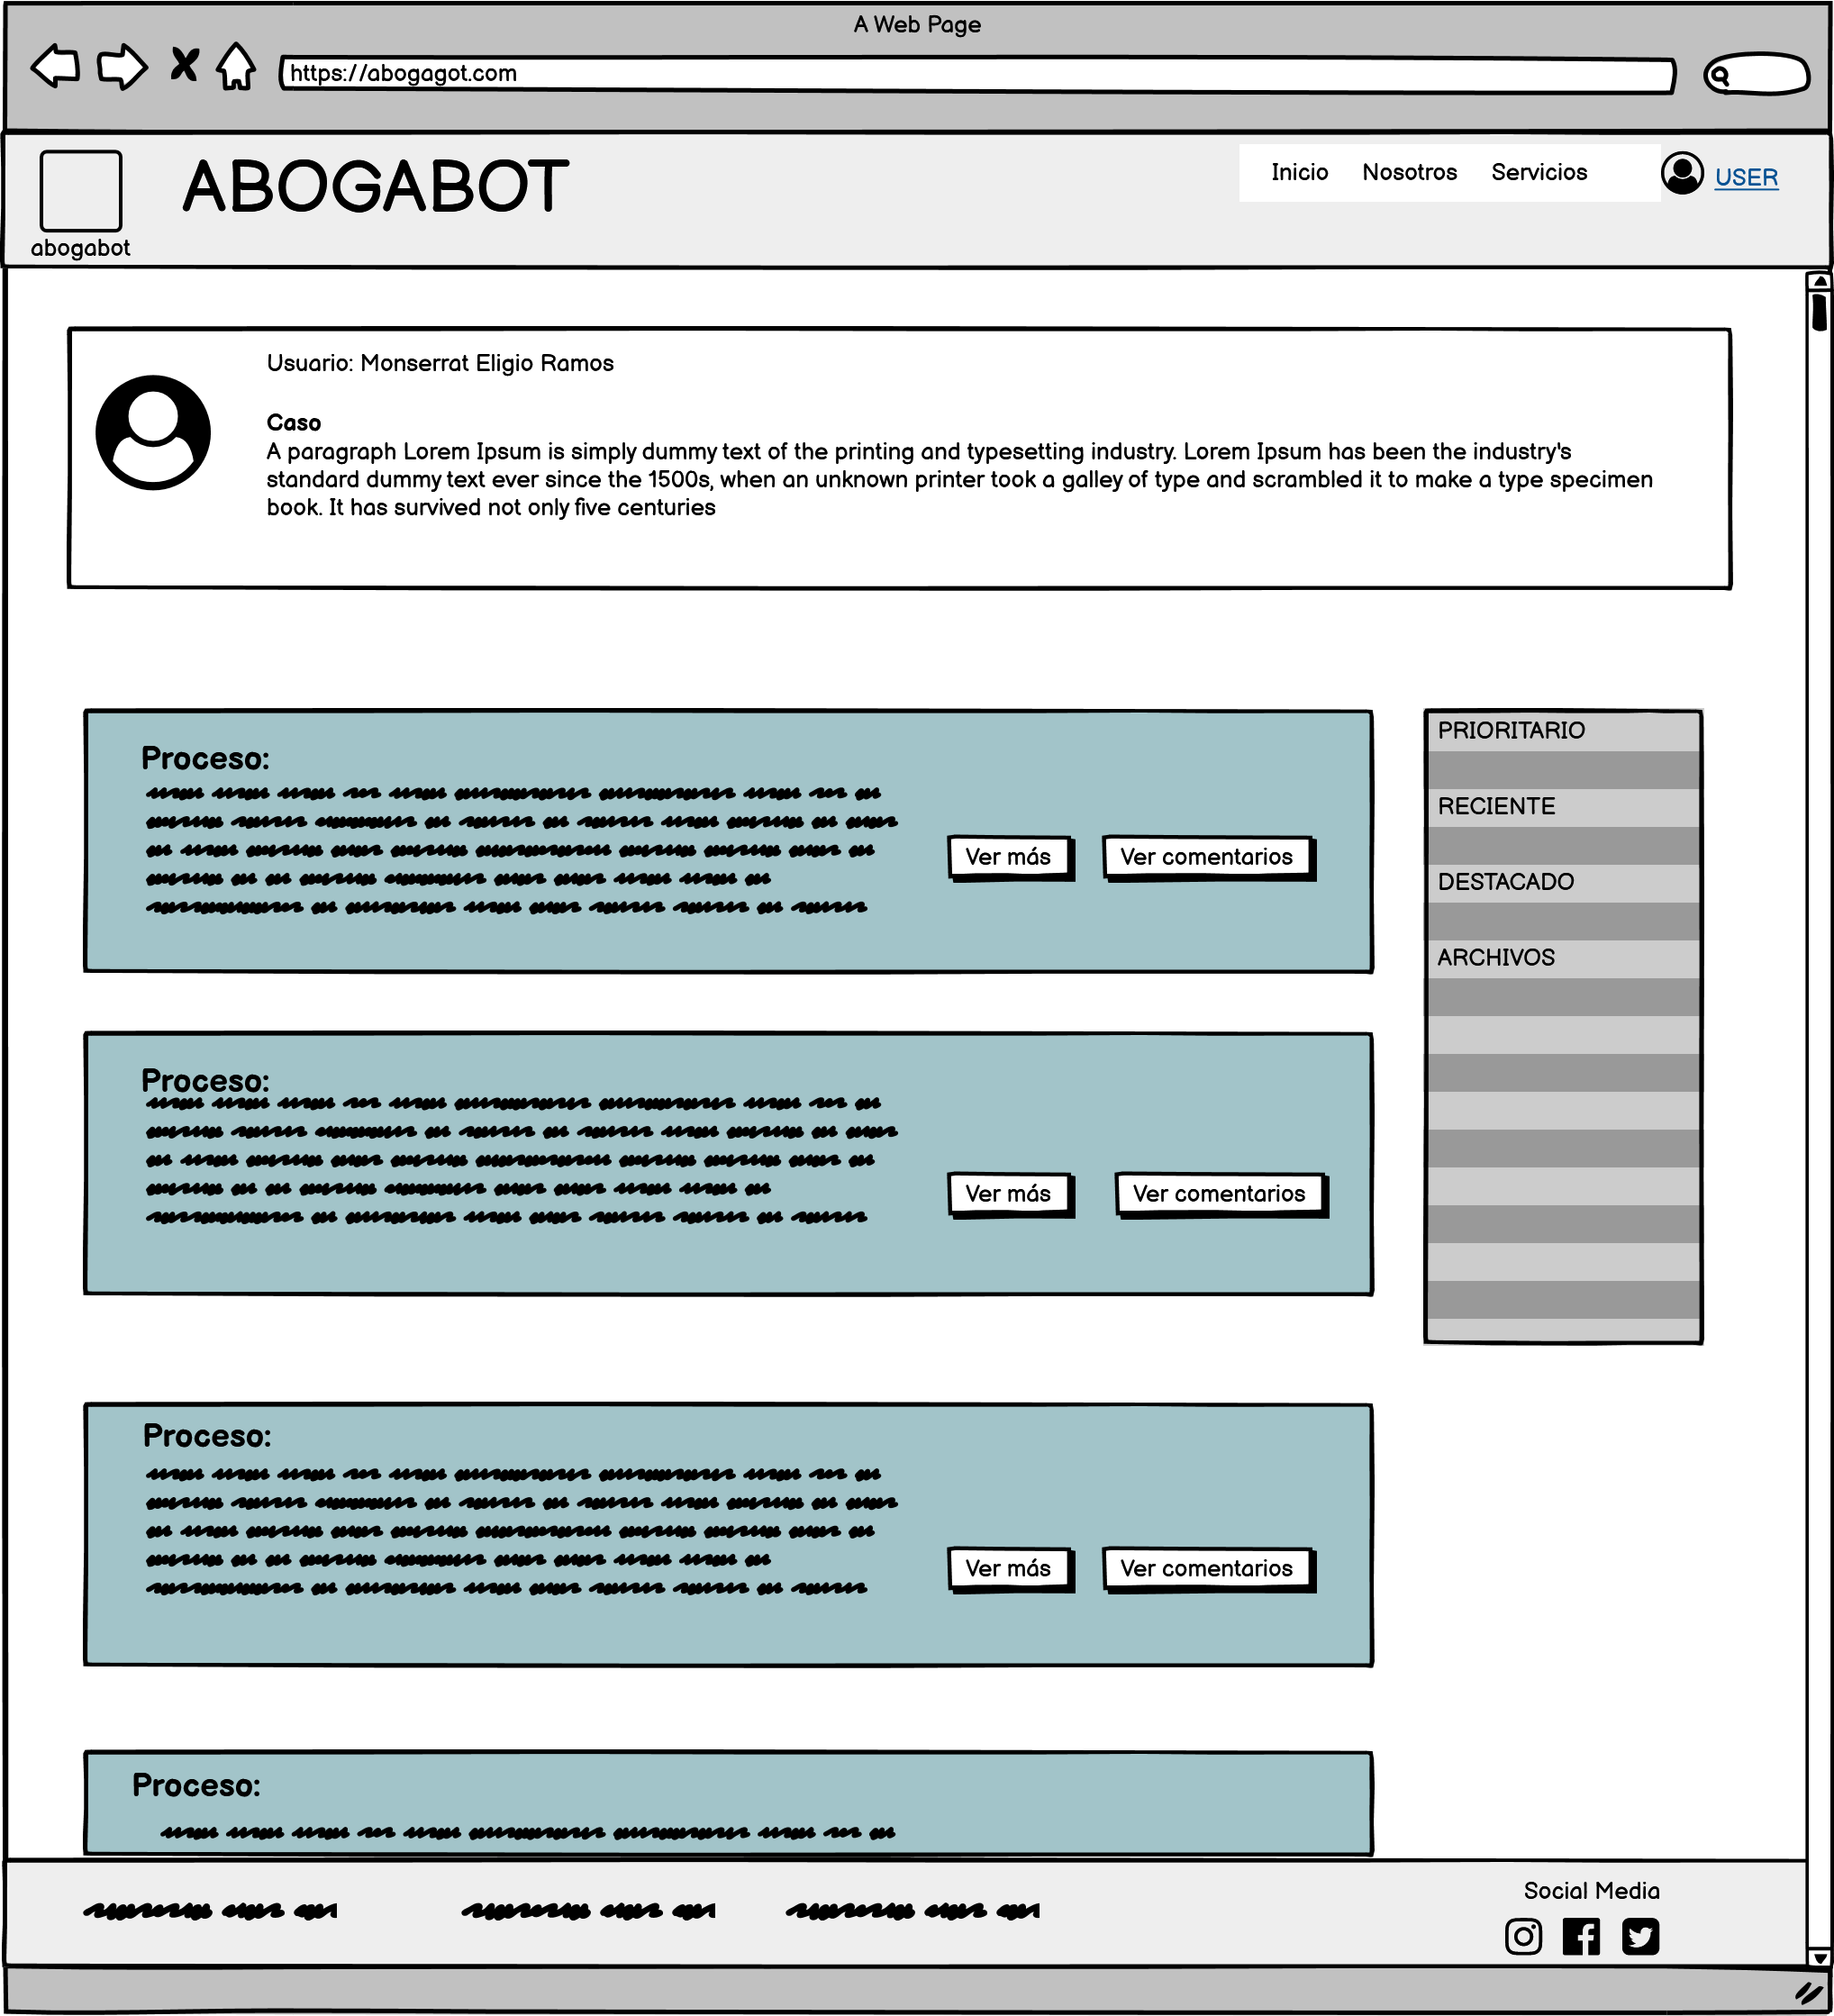 A Web Page
https://abogagot.com
ABOGABOT
Inicio Nosotros Servicios
USER
abogabot
Usuario: Monserrat Eligio Ramos
Caso
A paragraph Lorem Ipsum is simply dummy text of the printing and typesetting industry. Lorem Ipsum has been the industry's
standard dummy text ever since the 1500s, when an unknown printer took a galley of type and scrambled it to make a type specimen
book. It has survived not only five centuries
Proceso:
Ver más
Ver comentarios
PRIORITARIO
RECIENTE
DESTACADO
ARCHIVOS
Proceso:
Ver más
Ver comentarios
Proceso:
Ver más
Ver comentarios
Proceso:
Social Media